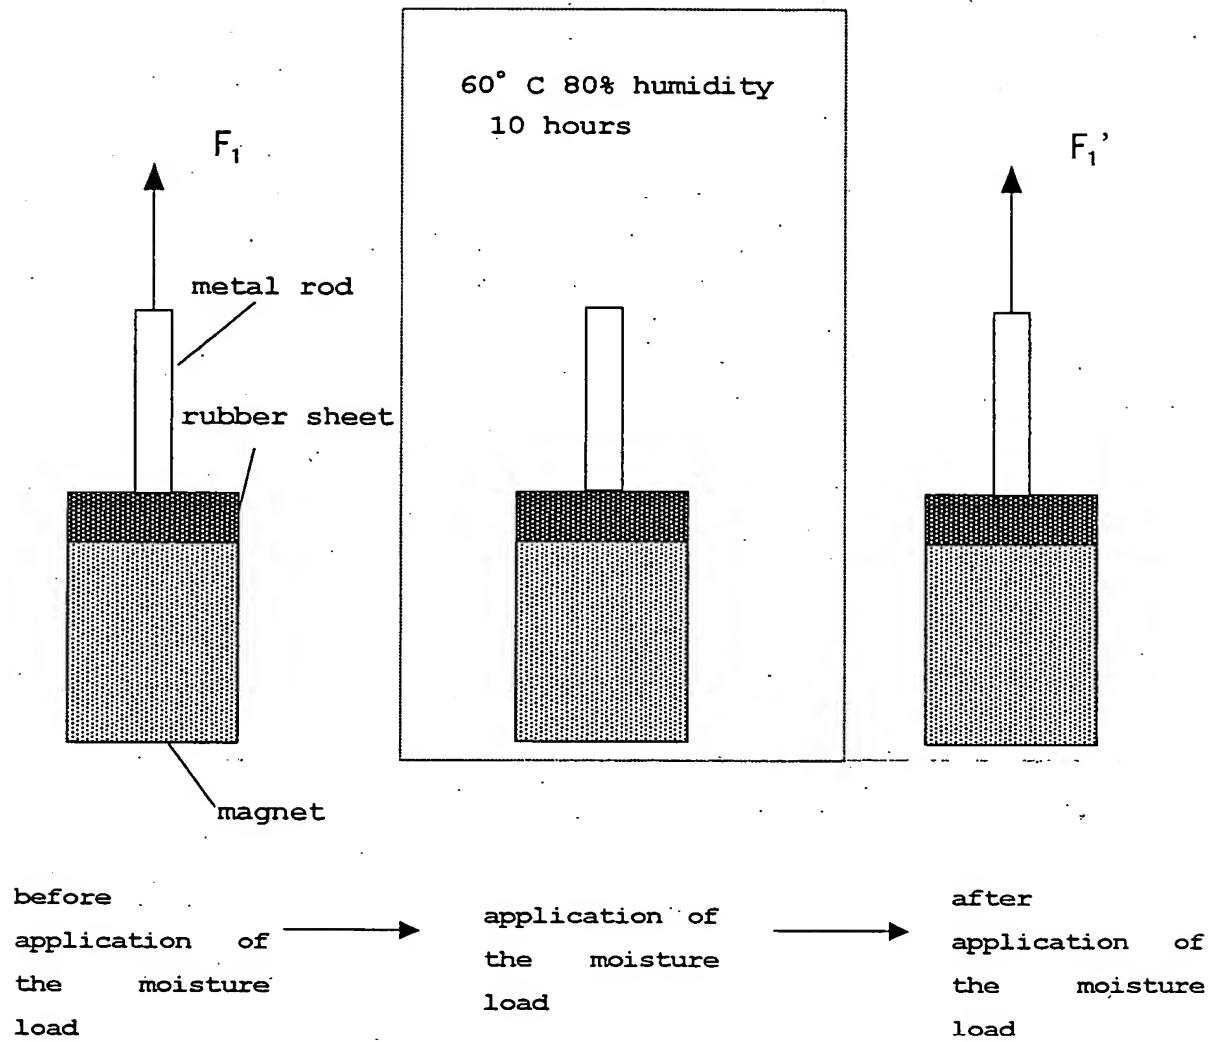 60° C 80% humidity
10 hours
F₁
F₁’
metal rod
rubber sheet
magnet
before
application of
the moisture
load
application of
the moisture
load
after
application of
the moisture
load